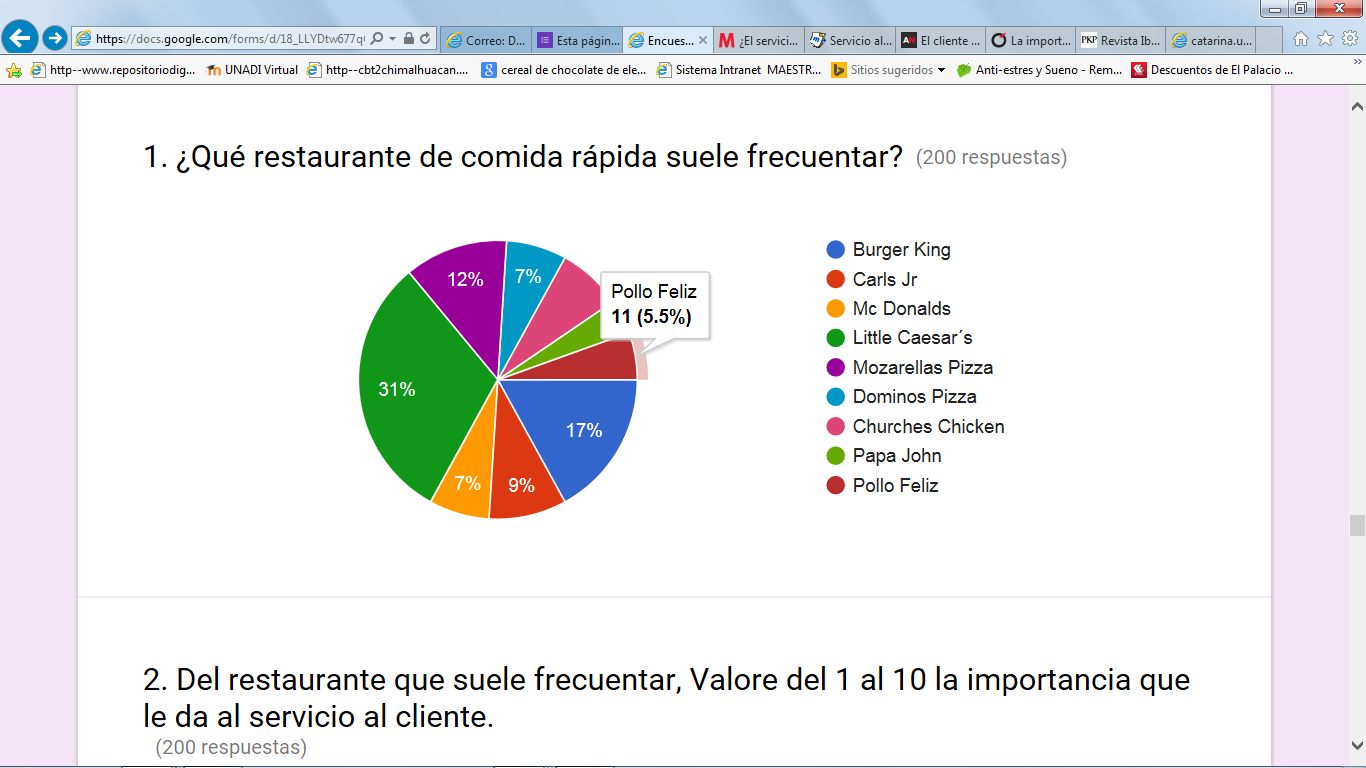 https://docs.google.com/forms/d/18_LLYDtw677q
Correo: D...
Esta págin...
Encues...
¿El servici...
Servicio al...
El cliente ...
La import...
PKP Revista Ib...
catarina.u...
http--www.repositoriodig...
UNADI Virtual
http--cbt2chimalhuacan....
cereal de chocolate de ele...
Sistema Intranet MAESTR...
Sitios sugeridos
Anti-estres y Sueno - Rem...
Descuentos de El Palacio ...
1. ¿Qué restaurante de comida rápida suele frecuentar? (200 respuestas)
12%
7%
31%
7%
9%
17%
Pollo Feliz
11 (5.5%)
Burger King
Carls Jr
Mc Donalds
Little Caesar´s
Mozarellas Pizza
Dominos Pizza
Churches Chicken
Papa John
Pollo Feliz
2. Del restaurante que suele frecuentar, Valore del 1 al 10 la importancia que
le da al servicio al cliente.
(200 respuestas)